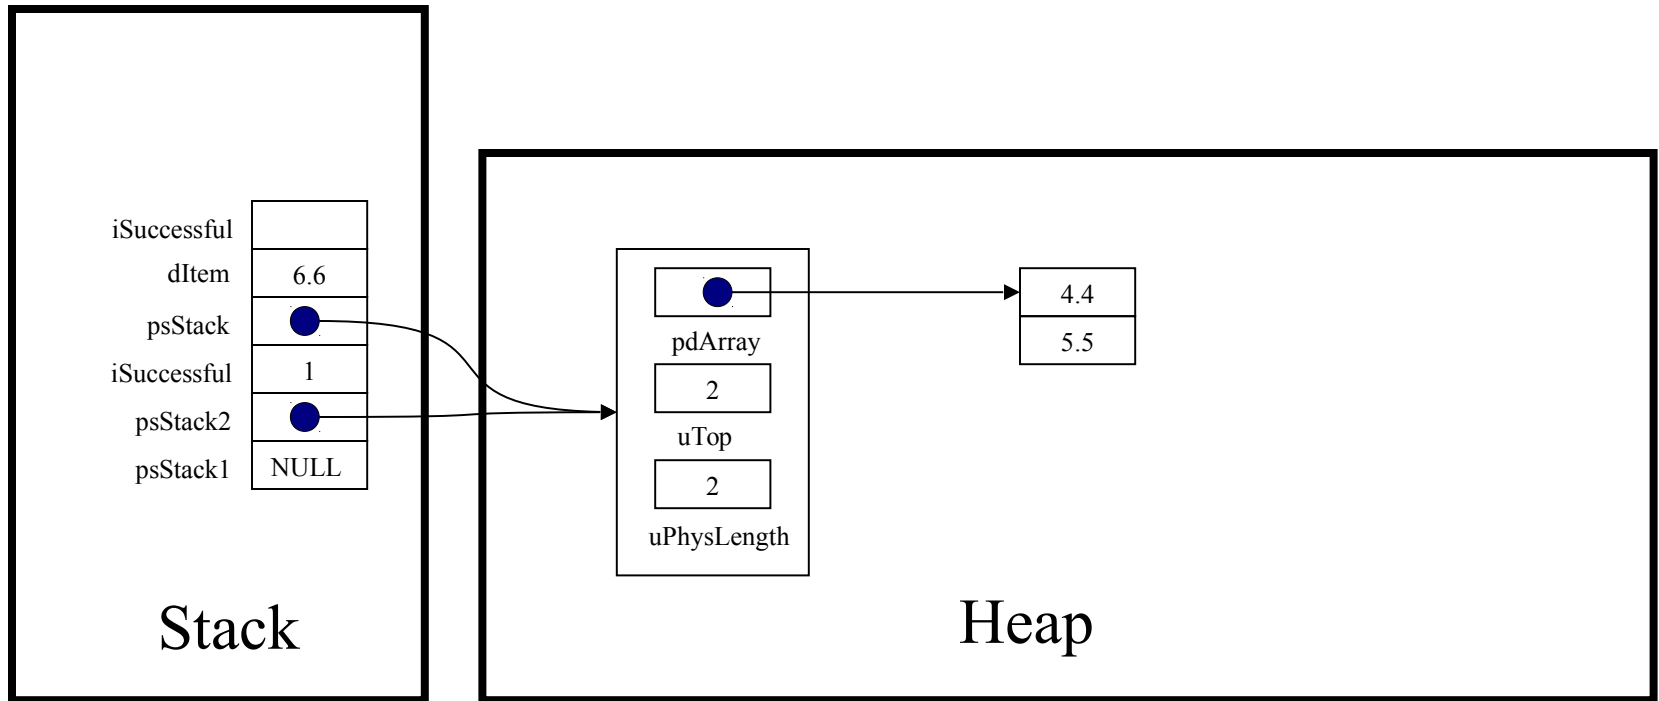 iSuccessful
dItem 6.6
psStack
iSuccessful 1
psStack2
psStack1 NULL
Stack
pdArray
2
uTop
2
uPhysLength
4.4
5.5
Heap